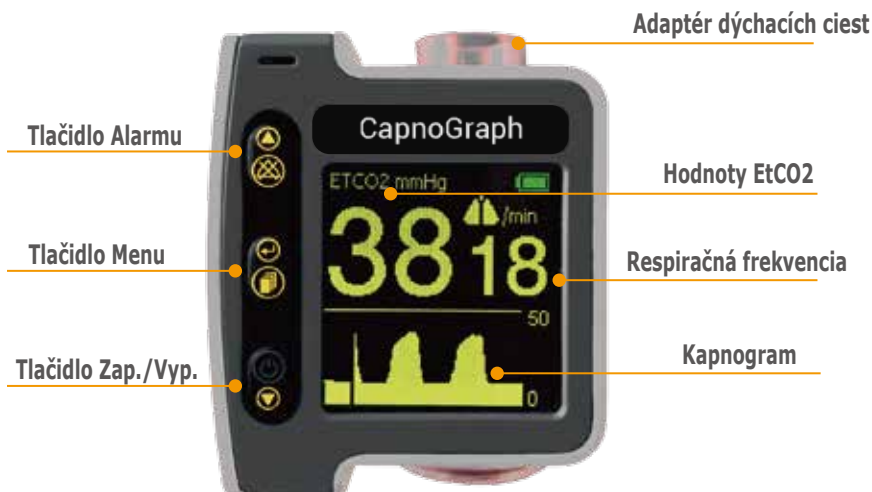 Adaptér dýchacích ciest
CapnoGraph
Tlačidlo Alarmu
ETCO2 mmHg
Hodnoty EtCO2
38
/min
18
Tlačidlo Menu
Respiračná frekvencia
50
Kapnogram
Tlačidlo Zap./Vyp.
0